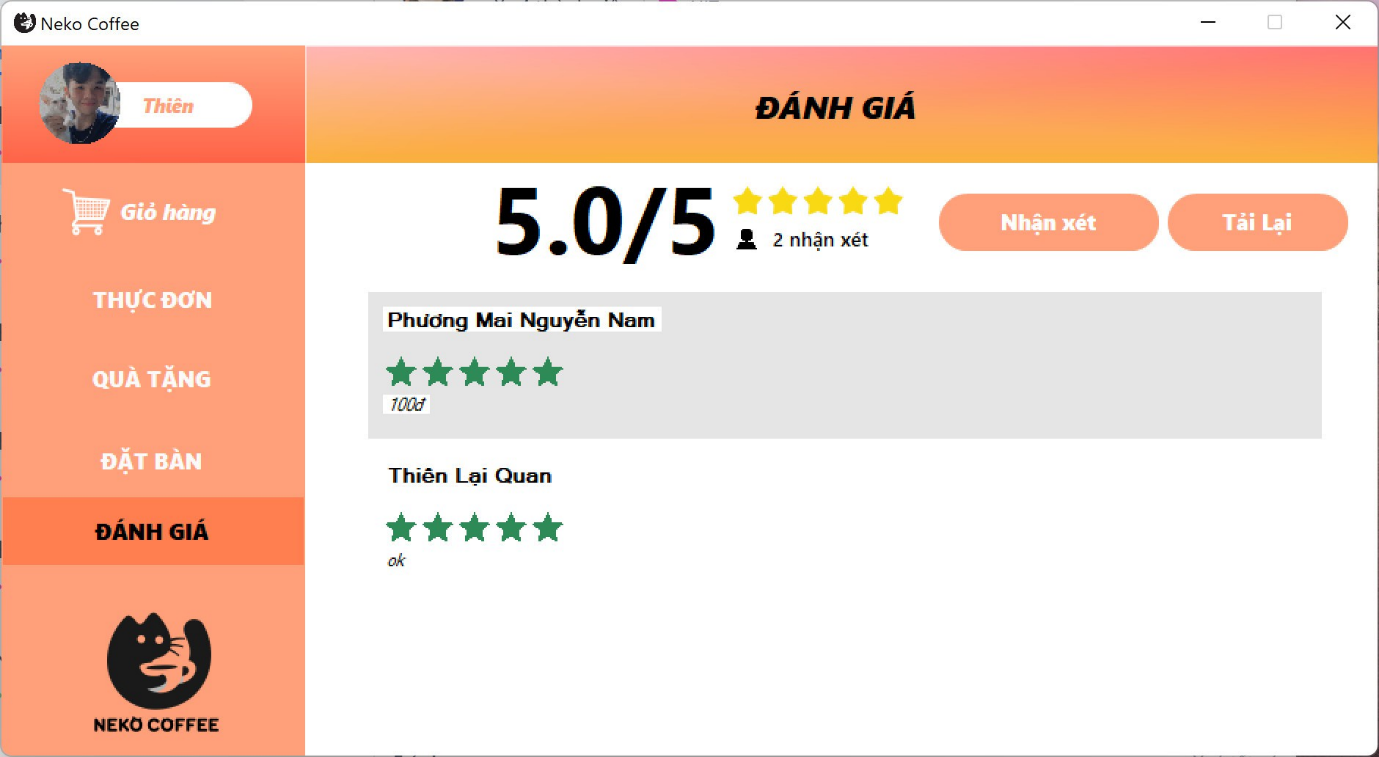 Neko Coffee
Thiên
ĐÁNH GIÁ
Giỏ hàng
THỰC ĐƠN
QUÀ TẶNG
ĐẶT BÀN
ĐÁNH GIÁ
NEKO COFFEE
5.0/5
2 nhận xét
Nhận xét
Tải Lại
Phương Mai Nguyễn Nam
100đ
Thiên Lại Quan
ok